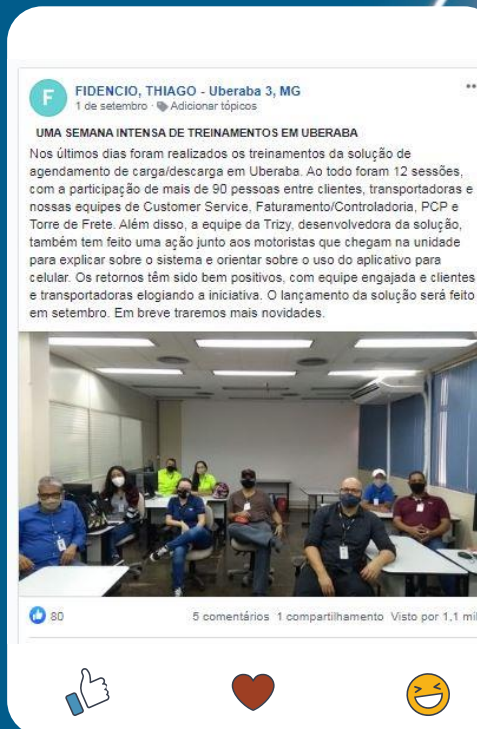 F
FIDENCIO, THIAGO - Uberaba 3, MG
1 de setembro · Adicionar tópicos
UMA SEMANA INTENSA DE TREINAMENTOS EM UBERABA
Nos últimos dias foram realizados os treinamentos da solução de
agendamento de carga/descarga em Uberaba. Ao todo foram 12 sessões,
com a participação de mais de 90 pessoas entre clientes, transportadoras e
nossas equipes de Customer Service, Faturamento/Controladoria, PCP e
Torre de Frete. Além disso, a equipe da Trizy, desenvolvedora da solução,
também tem feito uma ação junto aos motoristas que chegam na unidade
para explicar sobre o sistema e orientar sobre o uso do aplicativo para
celular. Os retornos têm sido bem positivos, com equipe engajada e clientes
e transportadoras elogiando a iniciativa. O lançamento da solução será feito
em setembro. Em breve traremos mais novidades.
80 5 comentários 1 compartilhamento Visto por 1,1 mil